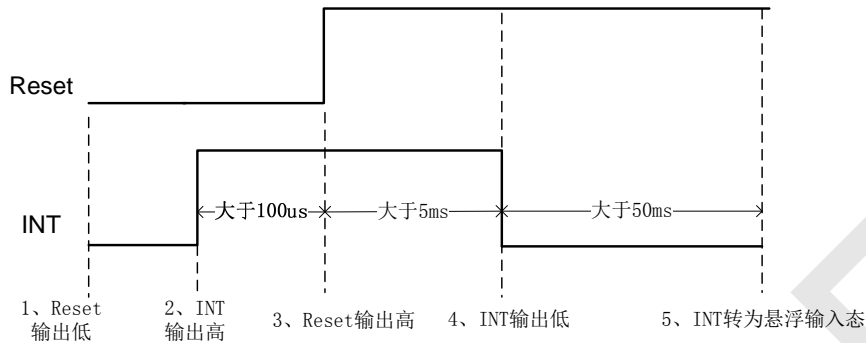 Reset
INT
大于100us
大于5ms
大于50ms
1、Reset
输出低
2、INT
输出高
3、Reset输出高
4、INT输出低
5、INT转为悬浮输入态